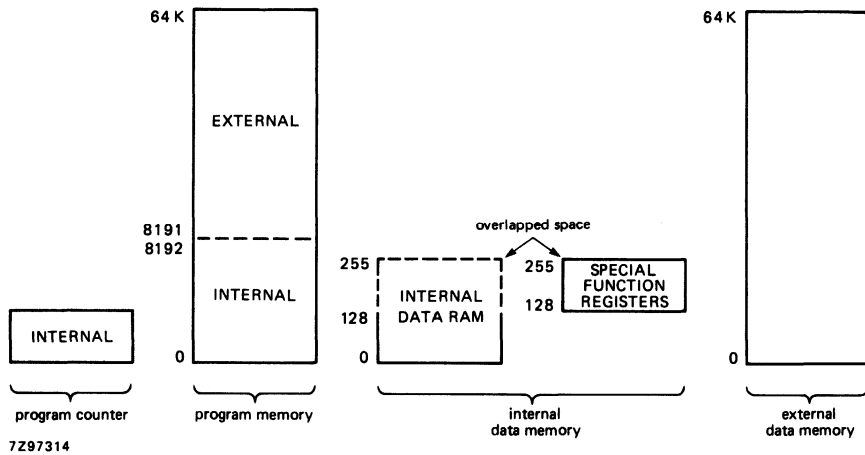 64 K
EXTERNAL
8191
8192
INTERNAL
0
INTERNAL
overlapped space
255
INTERNAL
DATA RAM
128
0
255
SPECIAL
FUNCTION
REGISTERS
128
64 K
0
program counter
program memory
internal
data memory
external
data memory
7Z97314